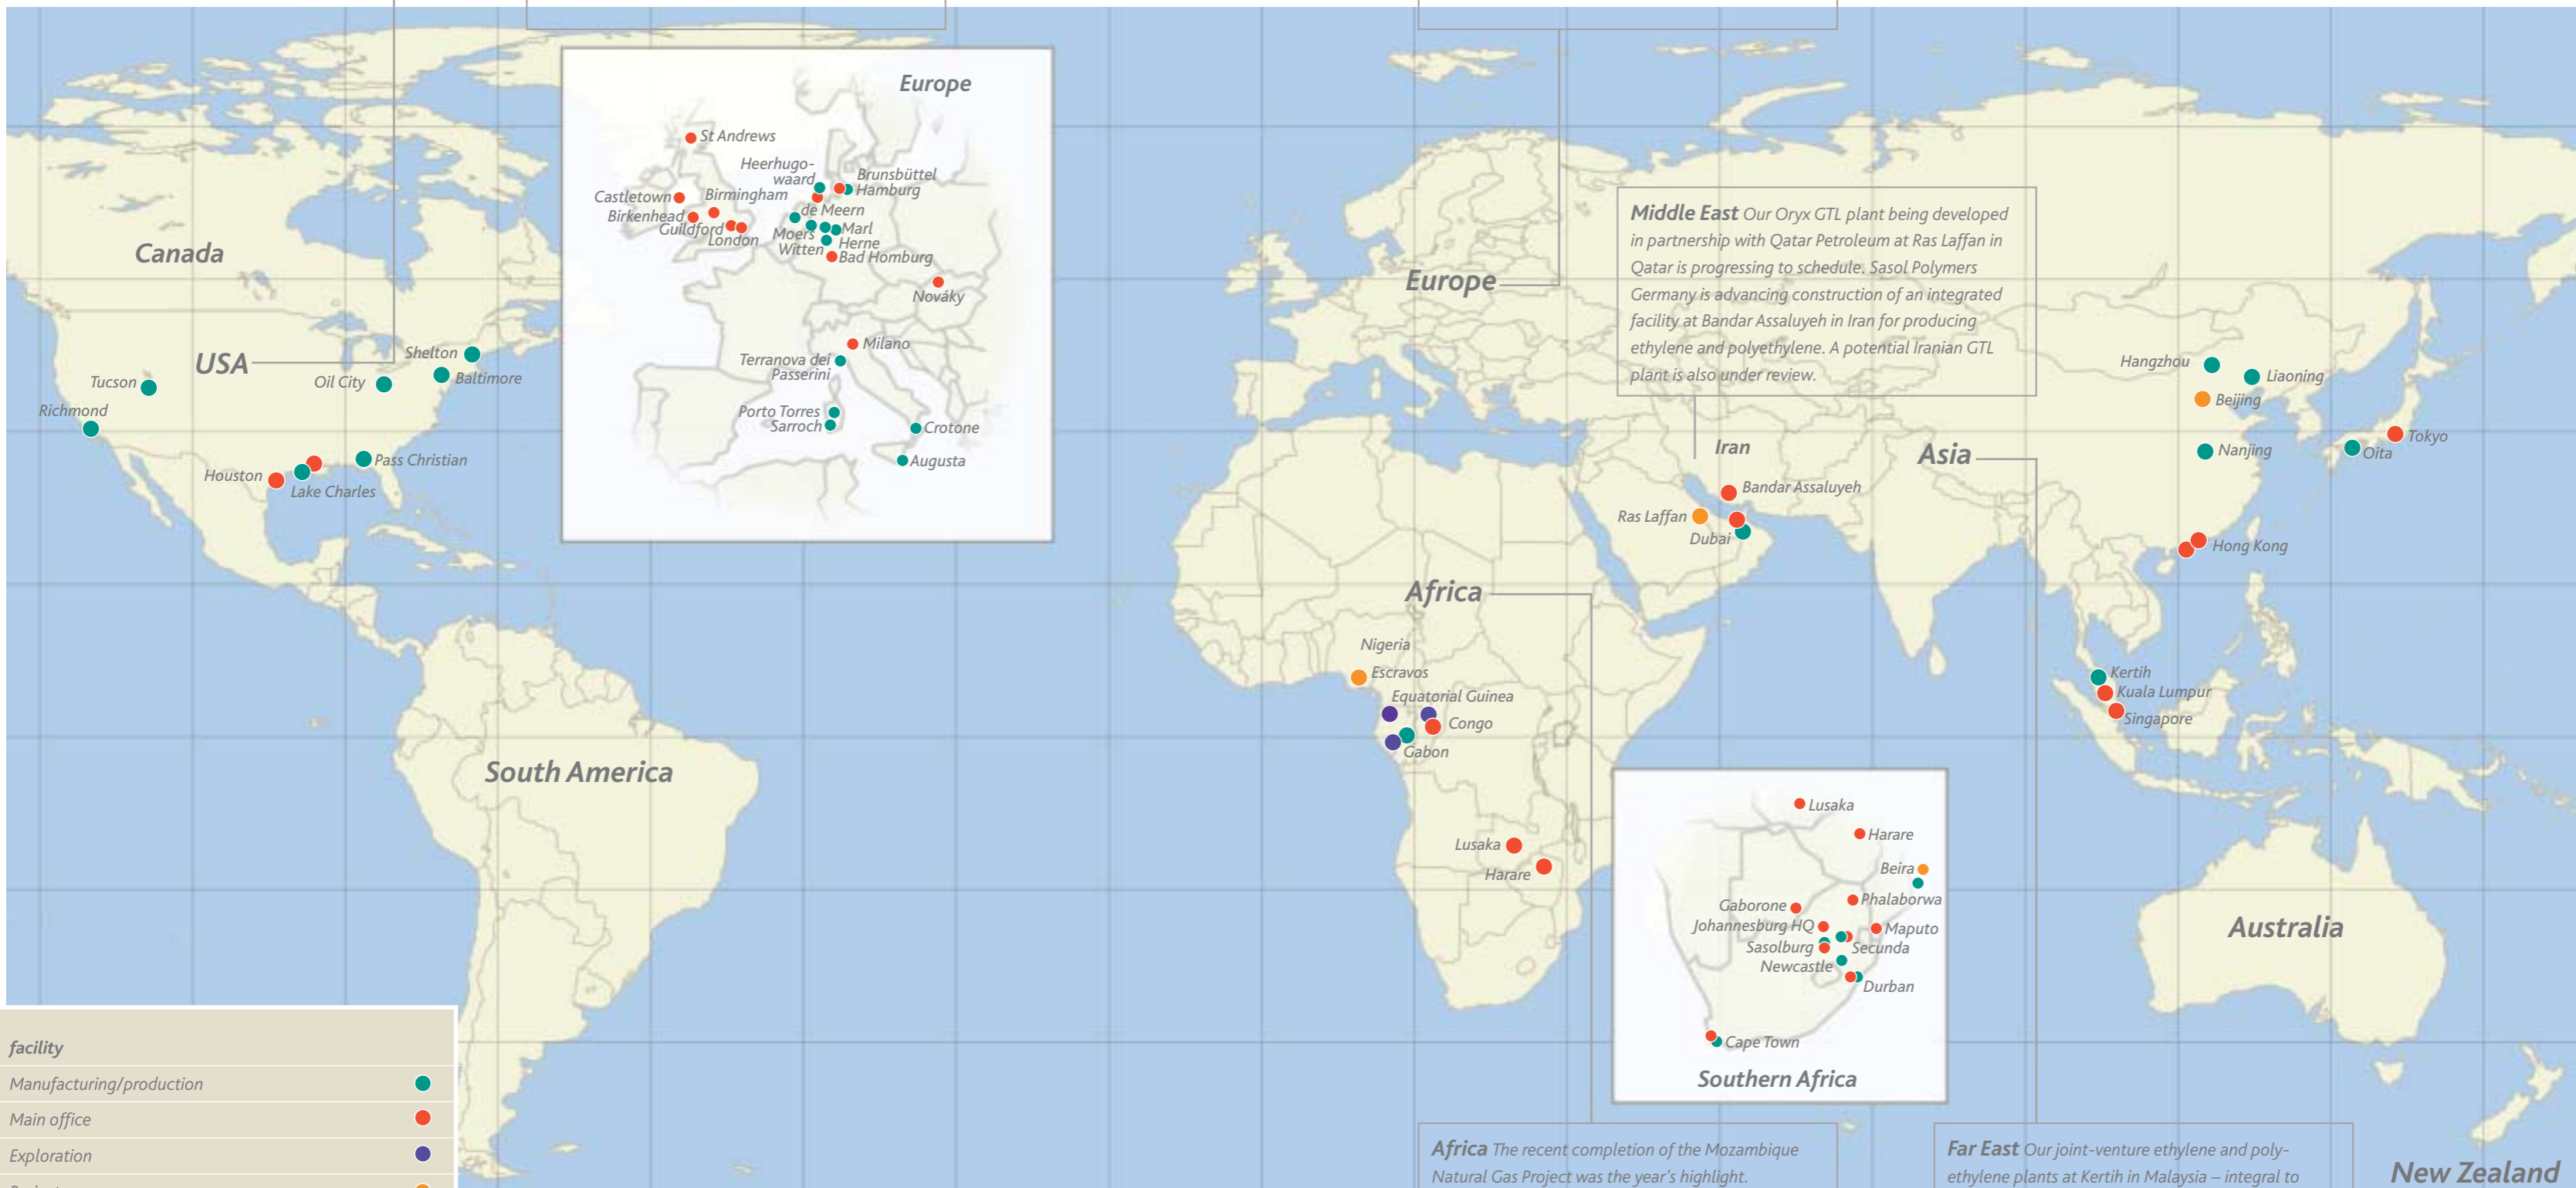 Canada
USA
Shelton
Baltimore
Oil City
Tucson
Richmond
Houston
Lake Charles
Pass Christian
South America
Europe
St Andrews
Heerhugo-
waard
Brunsbüttel
Hamburg
Castletown
Birmingham
Birkenhead
de Meern
Guildford
London
Moers
Marl
Herne
Witten
Bad Homburg
Nováky
Milano
Terranova dei
Passerini
Porto Torres
Sarroch
Crotone
Augusta
Europe
Middle East Our Oryx GTL plant being developed
in partnership with Qatar Petroleum at Ras Laffan in
Qatar is progressing to schedule. Sasol Polymers
Germany is advancing construction of an integrated
facility at Bandar Assaluyeh in Iran for producing
ethylene and polyethylene. A potential Iranian GTL
plant is also under review.
Iran
Bandar Assaluyeh
Ras Laffan
Dubai
Asia
Hangzhou
Liaoning
Beijing
Nanjing
Tokyo
Oita
Hong Kong
Kertih
Kuala Lumpur
Singapore
Africa
Nigeria
Escravos
Equatorial Guinea
Congo
Gabon
Lusaka
Harare
Lusaka
Harare
Beira
Phalaborwa
Gaborone
Johannesburg HQ
Maputo
Sasolburg
Secunda
Newcastle
Durban
Cape Town
Southern Africa
Australia
New Zealand
facility
Manufacturing/production
Main office
Exploration
Africa The recent completion of the Mozambique
Natural Gas Project was the year's highlight.
Far East Our joint-venture ethylene and poly-
ethylene plants at Kertih in Malaysia – integral to